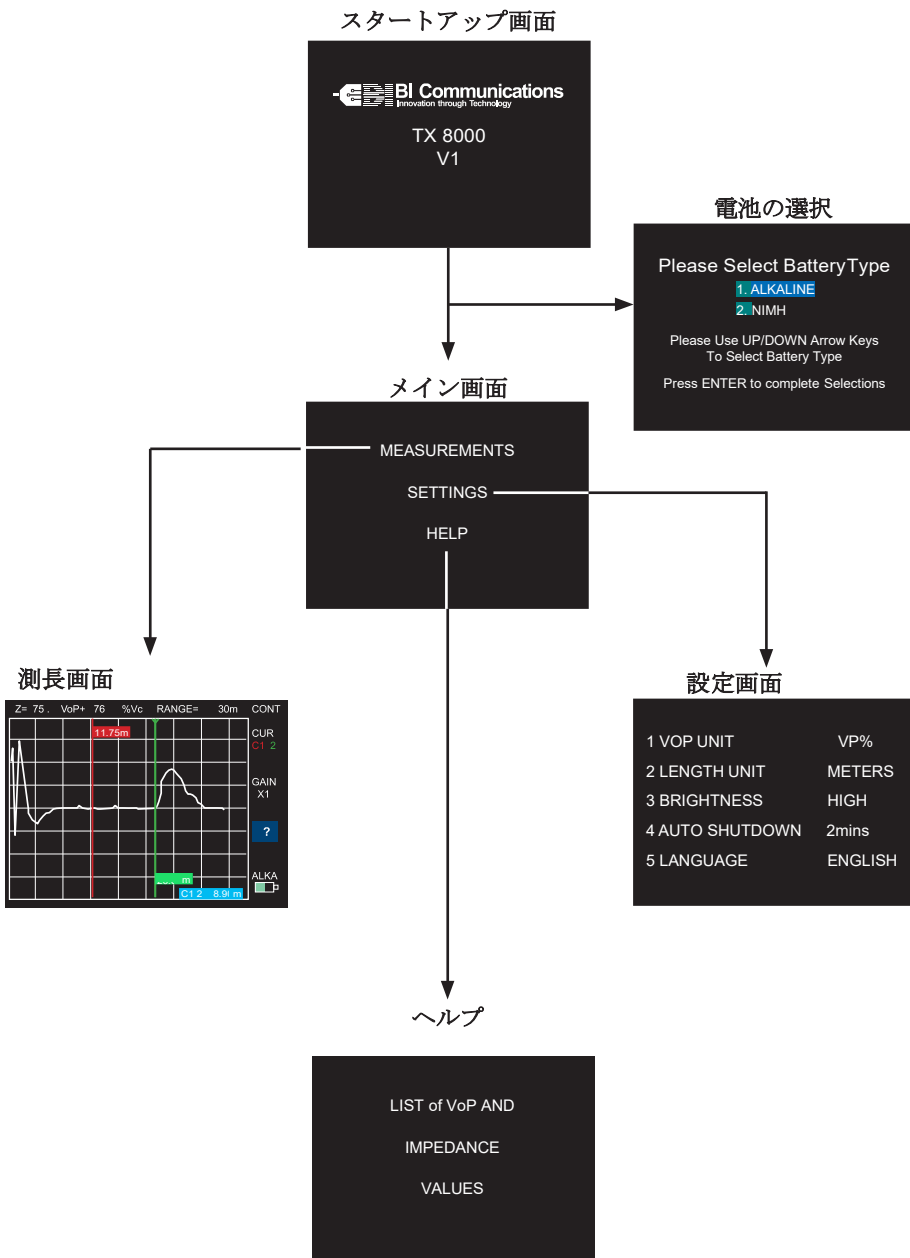 スタートアップ画面
BI Communications
Innovation through Technology
TX 8000
V1
電池の選択
Please Select BatteryType
1. ALKALINE
2. NIMH
Please Use UP/DOWN Arrow Keys
To Select Battery Type
Press ENTER to complete Selections
メイン画面
MEASUREMENTS
SETTINGS
HELP
測長画面
Z= 75 . VoP+ 76 %Vc RANGE= 30m CONT
11.75m
CUR
C1 2
GAIN
X1
?
m
ALKA
C1 2 8.9 m
設定画面
1 VOP UNIT VP%
2 LENGTH UNIT METERS
3 BRIGHTNESS HIGH
4 AUTO SHUTDOWN 2mins
5 LANGUAGE ENGLISH
ヘルプ
LIST of VoP AND
IMPEDANCE
VALUES